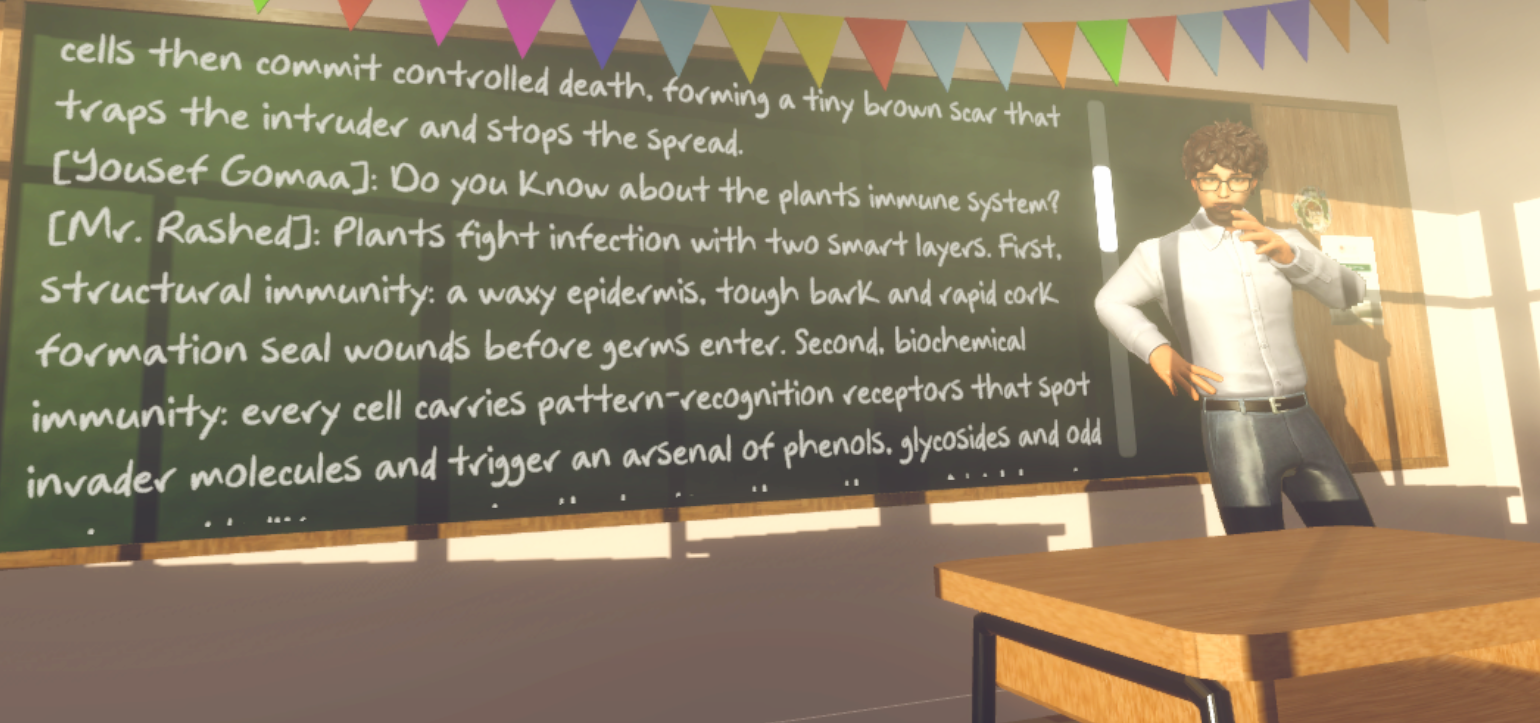 cells then commit controlled death, forming a tiny brown scar that
traps the intruder and stops the spread.
[Yousef Gomaa]: Do you know about the plants immune system?
[Mr. Rashed]: Plants fight infection with two smart layers. First,
structural immunity: a waxy epidermis, tough bark and rapid cork
formation seal wounds before germs enter. Second, biochemical
immunity: every cell carries pattern-recognition receptors that spot
invader molecules and trigger an arsenal of phenols, glycosides and odd